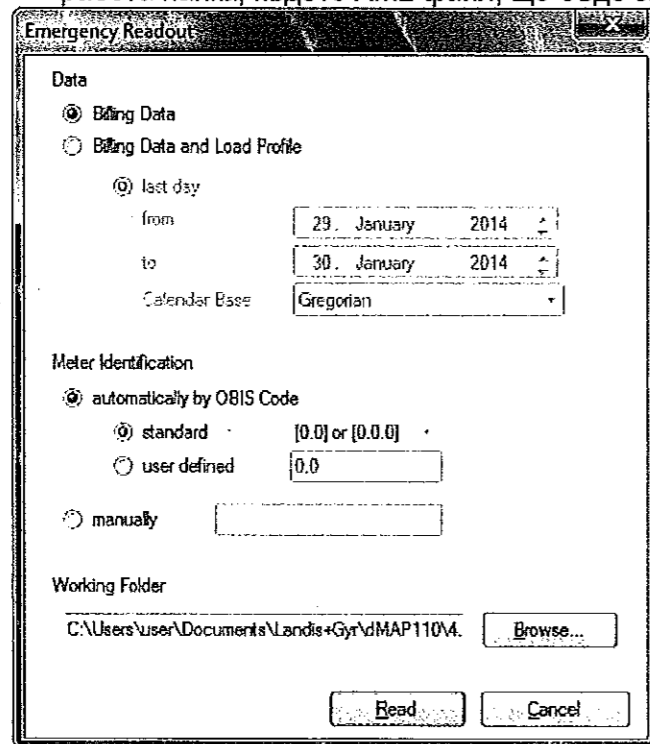 Emergency Readout
Data
Billing Data
Billing Data and Load Profile
last day
from 29. January 2014
to 30. January 2014
Calendar Base Gregorian
Meter Identification
automatically by OBIS Code
standard [0.0] or [0.0.0]
user defined 0.0
manually
Working Folder
C:\Users\user\Documents\Landis+Gyr\dMAP110\4. Browse...
Read Cancel